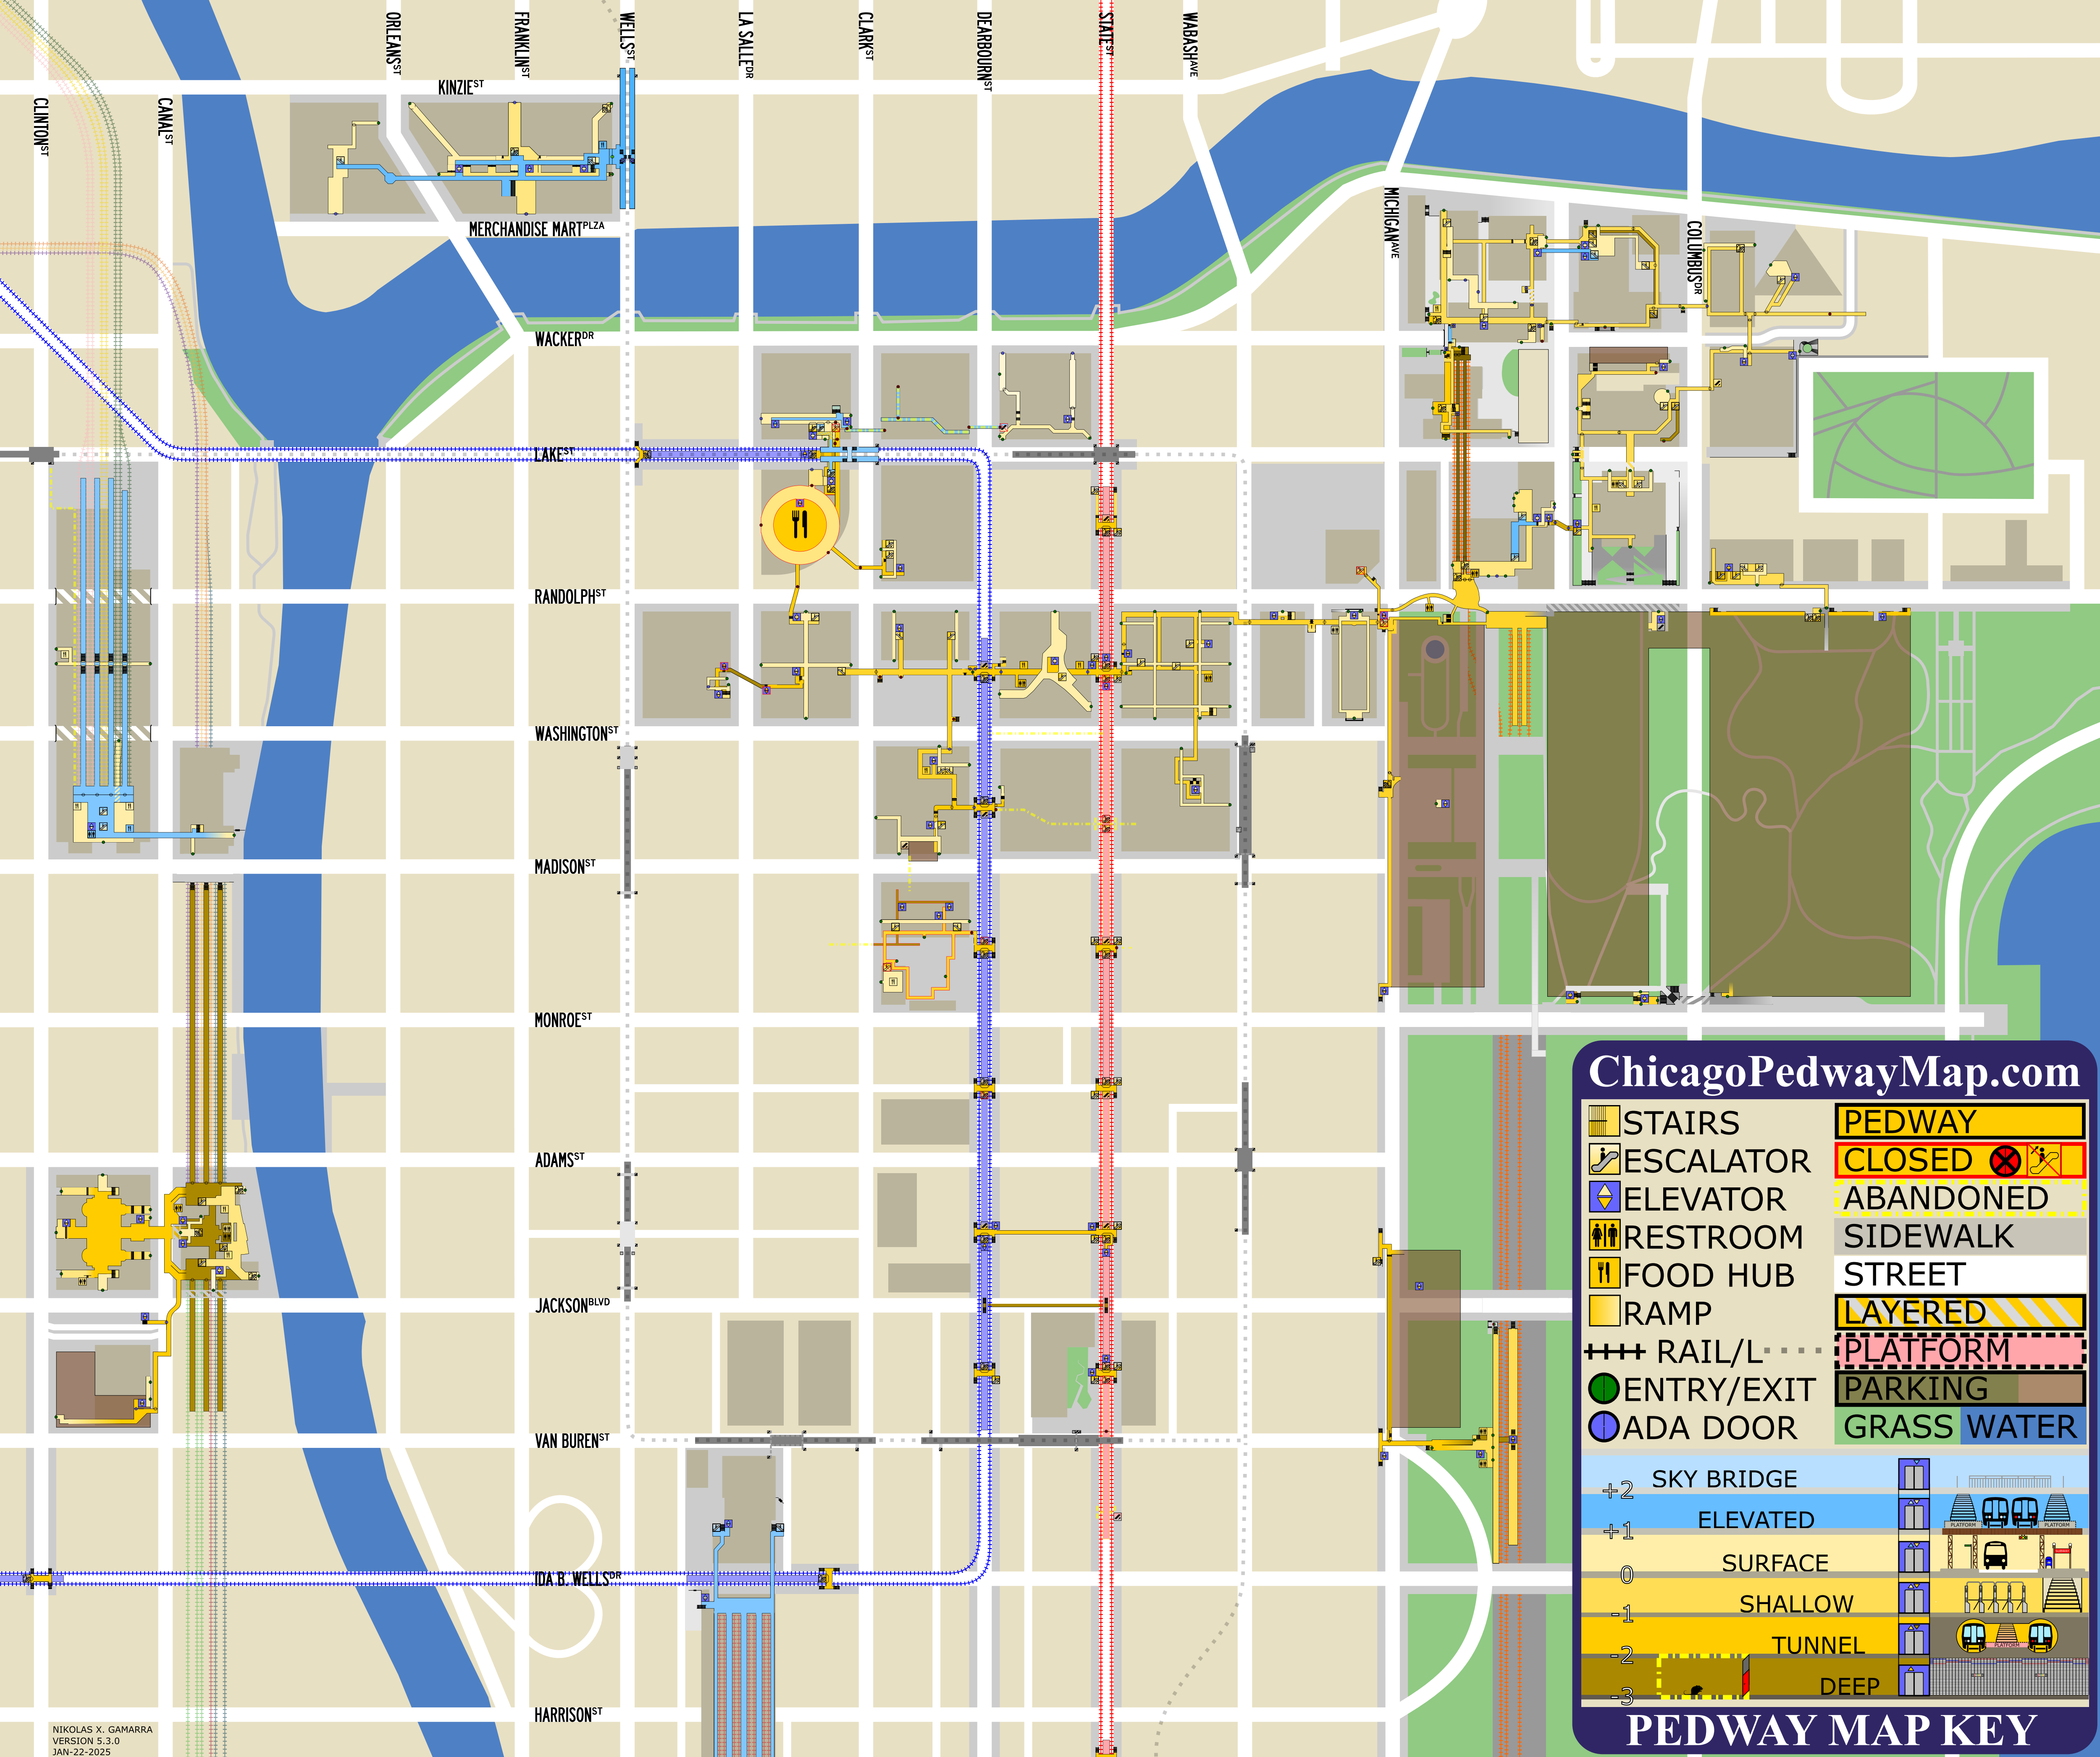 ORLEANS ST
FRANKLIN ST
WELLS ST
LA SALLE DR
CLARK ST
DEARBOURN ST
STATE ST
WABASH AVE
CLINTON ST
CANAL ST
KINZIE ST
MERCHANDISE MART PLZA
MICHIGAN AVE
COLUMBUS DR
WACKER DR
LAKE ST
RANDOLPH ST
WASHINGTON ST
MADISON ST
MONROE ST
ADAMS ST
JACKSON BLVD
VAN BUREN ST
IDA B. WELLS DR
HARRISON ST
ChicagoPedwayMap.com
STAIRS
ESCALATOR
ELEVATOR
RESTROOM
FOOD HUB
RAMP
RAIL/L
ENTRY/EXIT
ADA DOOR
PEDWAY
CLOSED
ABANDONED
SIDEWALK
STREET
LAYERED
PLATFORM
PARKING
GRASS WATER
SKY BRIDGE
+2
ELEVATED
PLATFORM PLATFORM
+1
SURFACE
0
SHALLOW
-1
TUNNEL
PLATFORM
-2
DEEP
-3
PEDWAY MAP KEY
NIKOLAS X. GAMARRA
VERSION 5.3.0
JAN-22-2025